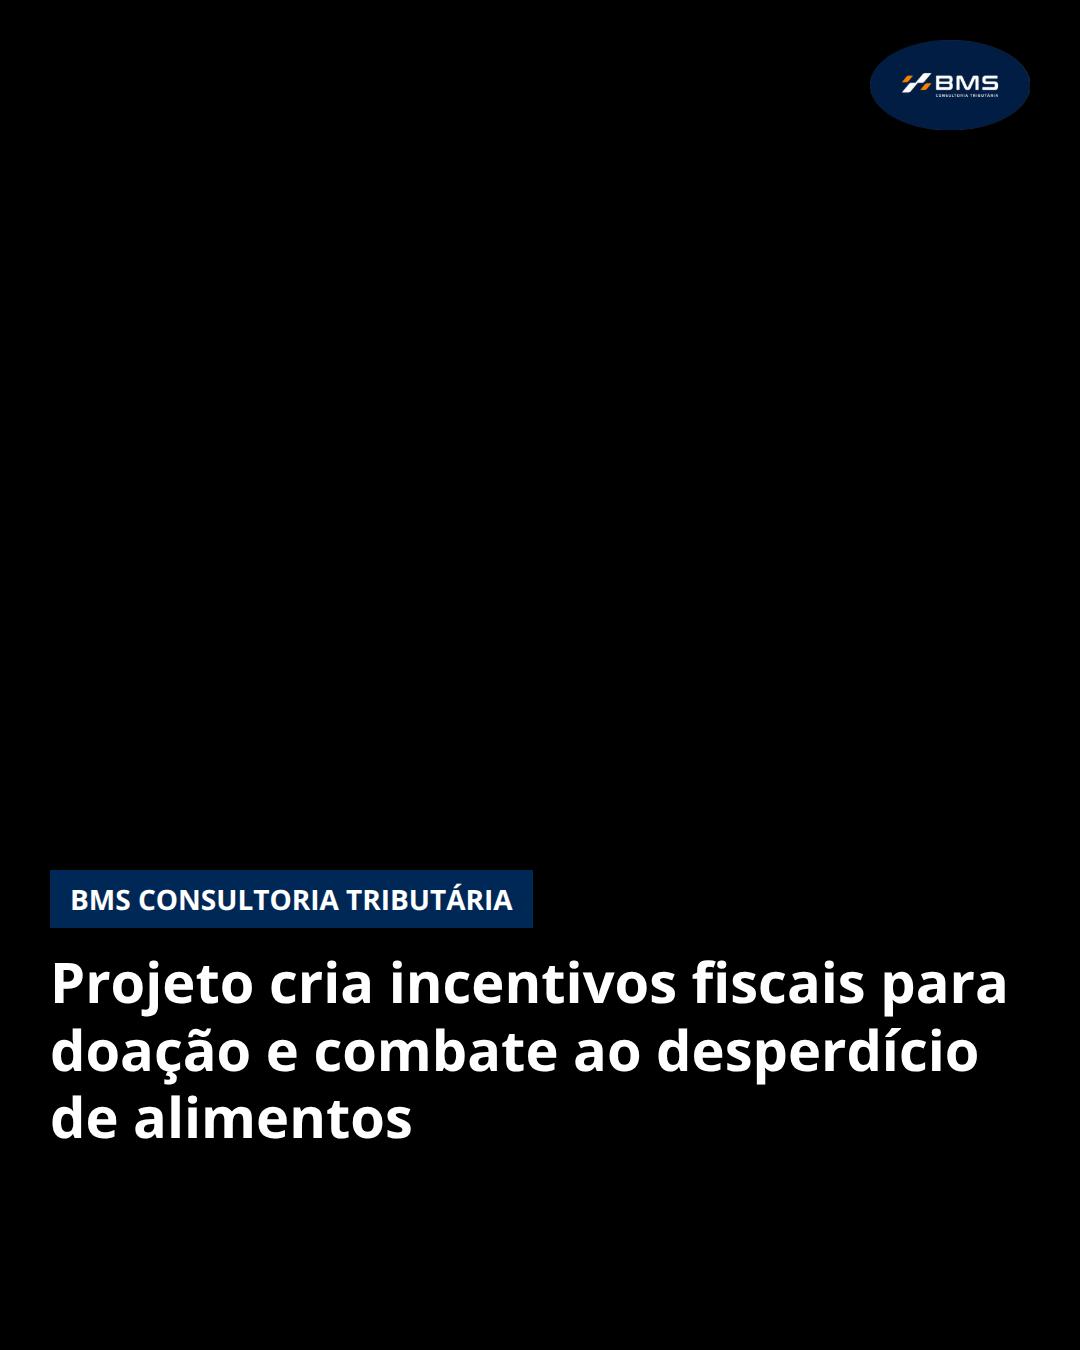 BMS
CONSULTORIA TRIBUTÁRIA
BMS CONSULTORIA TRIBUTÁRIA
Projeto cria incentivos fiscais para
doação e combate ao desperdício
de alimentos